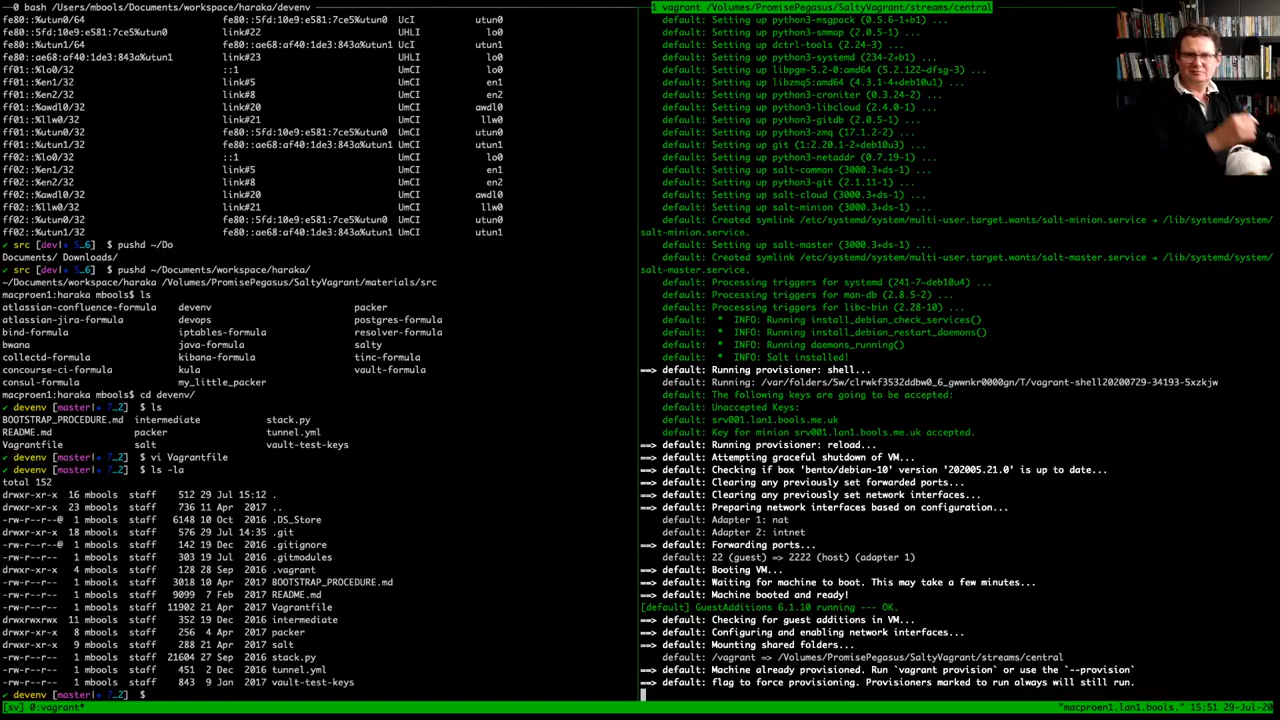 --0 bash /Users/mbools/Documents/workspace/haraka/devenv
fe80::%utun0/64 fe80::5fd:10e9:e581:7ce5%utun0 UcI utun0
fe80::5fd:10e9:e581:7ce5%utun0 link#22 UHLI lo0
fe80::%utun1/64 fe80::ae68:af40:1de3:843a%utun1 UcI utun1
fe80::ae68:af40:1de3:843a%utun1 link#23 UHLI lo0
ff01::%lo0/32 ::1 UmCI lo0
ff01::%en1/32 link#5 UmCI en1
ff01::%en2/32 link#8 UmCI en2
ff01::%awdl0/32 link#20 UmCI awdl0
ff01::%llw0/32 link#21 UmCI llw0
ff01::%utun0/32 fe80::5fd:10e9:e581:7ce5%utun0 UmCI utun0
ff01::%utun1/32 fe80::ae68:af40:1de3:843a%utun1 UmCI utun1
ff02::%lo0/32 ::1 UmCI lo0
ff02::%en1/32 link#5 UmCI en1
ff02::%en2/32 link#8 UmCI en2
ff02::%awdl0/32 link#20 UmCI awdl0
ff02::%llw0/32 link#21 UmCI llw0
ff02::%utun0/32 fe80::5fd:10e9:e581:7ce5%utun0 UmCI utun0
ff02::%utun1/32 fe80::ae68:af40:1de3:843a%utun1 UmCI utun1
✔ src [dev|✚ 5…6] $ pushd ~/Do
Documents/ Downloads/
✔ src [dev|✚ 5…6] $ pushd ~/Documents/workspace/haraka/
~/Documents/workspace/haraka /Volumes/PromisePegasus/SaltyVagrant/materials/src
macproen1:haraka mbools$ ls
atlassian-confluence-formula devenv packer
atlassian-jira-formula devops postgres-formula
bind-formula iptables-formula resolver-formula
bwana java-formula salty
collectd-formula kibana-formula tinc-formula
concourse-ci-formula kula vault-formula
consul-formula my_little_packer
macproen1:haraka mbools$ cd devenv/
✔ devenv [master|✚ 7…2] $ ls
BOOTSTRAP_PROCEDURE.md intermediate stack.py
README.md packer tunnel.yml
Vagrantfile salt vault-test-keys
✔ devenv [master|✚ 7…2] $ vi Vagrantfile
✔ devenv [master|✚ 7…2] $ ls -la
total 152
drwxr-xr-x 16 mbools staff 512 29 Jul 15:12 .
drwxr-xr-x 23 mbools staff 736 11 Apr 2017 ..
-rw-r--r--@ 1 mbools staff 6148 10 Oct 2016 .DS_Store
drwxr-xr-x 18 mbools staff 576 29 Jul 14:35 .git
-rw-r--r--@ 1 mbools staff 142 19 Dec 2016 .gitignore
-rw-r--r-- 1 mbools staff 303 19 Jul 2016 .gitmodules
drwxr-xr-x 4 mbools staff 128 28 Sep 2016 .vagrant
-rw-r--r-- 1 mbools staff 3018 10 Apr 2017 BOOTSTRAP_PROCEDURE.md
-rw-r--r-- 1 mbools staff 9099 7 Feb 2017 README.md
-rw-r--r-- 1 mbools staff 11902 21 Apr 2017 Vagrantfile
drwxrwxrwx 11 mbools staff 352 19 Dec 2016 intermediate
drwxr-xr-x 8 mbools staff 256 4 Apr 2017 packer
drwxr-xr-x 9 mbools staff 288 21 Apr 2017 salt
-rw-r--r-- 1 mbools staff 21604 27 Sep 2016 stack.py
-rw-r--r-- 1 mbools staff 451 2 Dec 2016 tunnel.yml
-rw-r--r-- 1 mbools staff 843 9 Jan 2017 vault-test-keys
✔ devenv [master|✚ 7…2] $
1 vagrant /Volumes/PromisePegasus/SaltyVagrant/streams/central
default: Setting up python3-msgpack (0.5.6-1+b1) ...
default: Setting up python3-smmap (2.0.5-1) ...
default: Setting up dctrl-tools (2.24-3) ...
default: Setting up python3-systemd (234-2+b1) ...
default: Setting up libpgm-5.2-0:amd64 (5.2.122~dfsg-3) ...
default: Setting up libzmq5:amd64 (4.3.1-4+deb10u1) ...
default: Setting up python3-croniter (0.3.24-2) ...
default: Setting up python3-libcloud (2.4.0-1) ...
default: Setting up python3-gitdb (2.0.5-1) ...
default: Setting up python3-zmq (17.1.2-2) ...
default: Setting up git (1:2.20.1-2+deb10u3) ...
default: Setting up python3-netaddr (0.7.19-1) ...
default: Setting up salt-common (3000.3+ds-1) ...
default: Setting up python3-git (2.1.11-1) ...
default: Setting up salt-cloud (3000.3+ds-1) ...
default: Setting up salt-minion (3000.3+ds-1) ...
default: Created symlink /etc/systemd/system/multi-user.target.wants/salt-minion.service → /lib/systemd/system/
salt-minion.service.
default: Setting up salt-master (3000.3+ds-1) ...
default: Created symlink /etc/systemd/system/multi-user.target.wants/salt-master.service → /lib/systemd/system/
salt-master.service.
default: Processing triggers for systemd (241-7~deb10u4) ...
default: Processing triggers for man-db (2.8.5-2) ...
default: Processing triggers for libc-bin (2.28-10) ...
default: * INFO: Running install_debian_check_services()
default: * INFO: Running install_debian_restart_daemons()
default: * INFO: Running daemons_running()
default: * INFO: Salt installed!
==> default: Running provisioner: shell...
default: Running: /var/folders/5w/clrwkf3532ddbw0_6_gwwnkr0000gn/T/vagrant-shell20200729-34193-5xzkjw
default: The following keys are going to be accepted:
default: Unaccepted Keys:
default: srv001.lan1.bools.me.uk
default: Key for minion srv001.lan1.bools.me.uk accepted.
==> default: Running provisioner: reload...
==> default: Attempting graceful shutdown of VM...
==> default: Checking if box 'bento/debian-10' version '202005.21.0' is up to date...
==> default: Clearing any previously set forwarded ports...
==> default: Clearing any previously set network interfaces...
==> default: Preparing network interfaces based on configuration...
default: Adapter 1: nat
default: Adapter 2: intnet
==> default: Forwarding ports...
default: 22 (guest) => 2222 (host) (adapter 1)
==> default: Booting VM...
==> default: Waiting for machine to boot. This may take a few minutes...
==> default: Machine booted and ready!
[default] GuestAdditions 6.1.10 running --- OK.
==> default: Checking for guest additions in VM...
==> default: Configuring and enabling network interfaces...
==> default: Mounting shared folders...
default: /vagrant => /Volumes/PromisePegasus/SaltyVagrant/streams/central
==> default: Machine already provisioned. Run `vagrant provision` or use the `--provision`
==> default: flag to force provisioning. Provisioners marked to run always will still run.
[sv] 0:vagrant* "macproen1.lan1.bools." 15:51 29-Jul-20